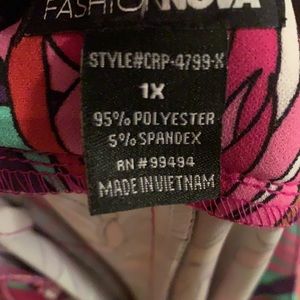 FASHIONNOVA
STYLE#CRP-4799-X
1X
95% POLYESTER
5% SPANDEX
RN #99494
MADE IN VIETNAM